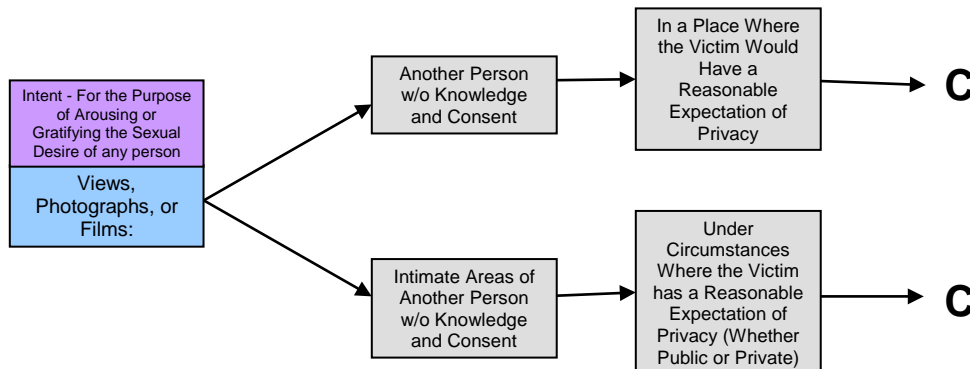 Intent - For the Purpose
of Arousing or
Gratifying the Sexual
Desire of any person
Views,
Photographs, or
Films:
Another Person
w/o Knowledge
and Consent
In a Place Where
the Victim Would
Have a
Reasonable
Expectation of
Privacy
C
Intimate Areas of
Another Person
w/o Knowledge
and Consent
Under
Circumstances
Where the Victim
has a Reasonable
Expectation of
Privacy (Whether
Public or Private)
C